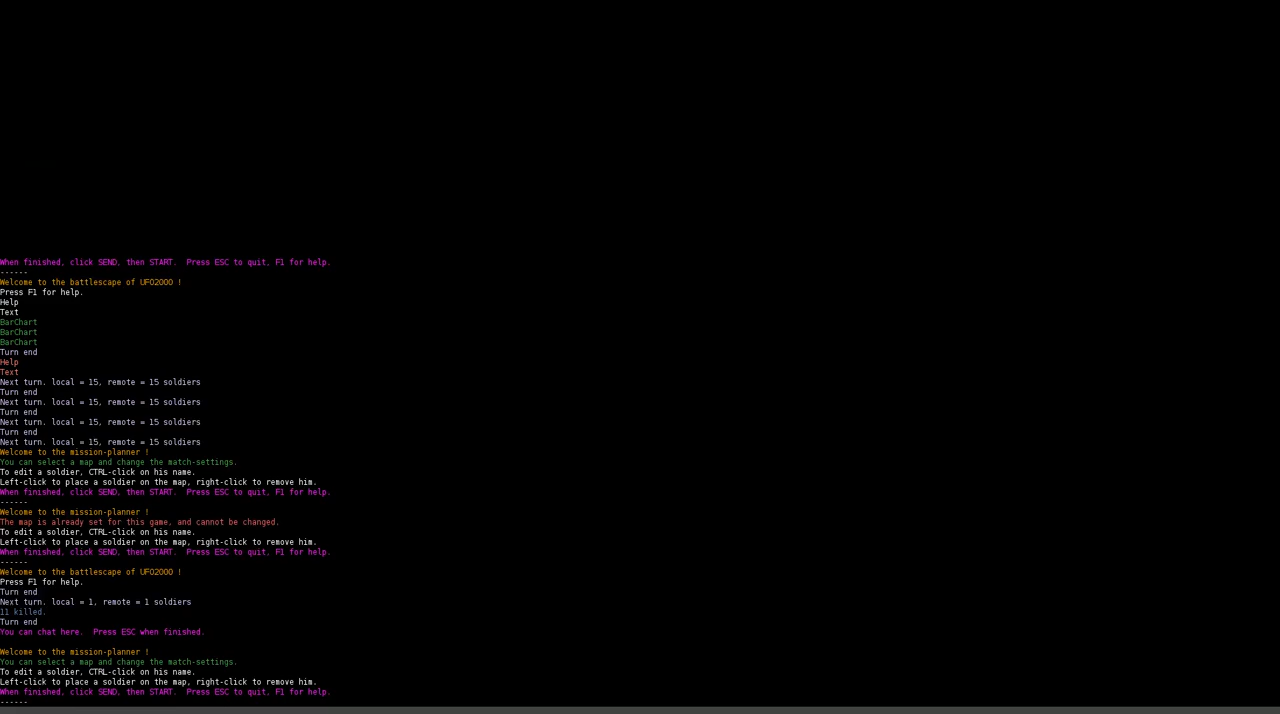 When finished, click SEND, then START.  Press ESC to quit, F1 for help.
------
Welcome to the battlescape of UFO2000 !
Press F1 for help.
Help
Text
BarChart
BarChart
BarChart
Turn end
Help
Text
Next turn. local = 15, remote = 15 soldiers
Turn end
Next turn. local = 15, remote = 15 soldiers
Turn end
Next turn. local = 15, remote = 15 soldiers
Turn end
Next turn. local = 15, remote = 15 soldiers
Welcome to the mission-planner !
You can select a map and change the match-settings.
To edit a soldier, CTRL-click on his name.
Left-click to place a soldier on the map, right-click to remove him.
When finished, click SEND, then START.  Press ESC to quit, F1 for help.
------
Welcome to the mission-planner !
The map is already set for this game, and cannot be changed.
To edit a soldier, CTRL-click on his name.
Left-click to place a soldier on the map, right-click to remove him.
When finished, click SEND, then START.  Press ESC to quit, F1 for help.
------
Welcome to the battlescape of UFO2000 !
Press F1 for help.
Turn end
Next turn. local = 1, remote = 1 soldiers
11 killed.
Turn end
You can chat here.  Press ESC when finished.
Welcome to the mission-planner !
You can select a map and change the match-settings.
To edit a soldier, CTRL-click on his name.
Left-click to place a soldier on the map, right-click to remove him.
When finished, click SEND, then START.  Press ESC to quit, F1 for help.
------